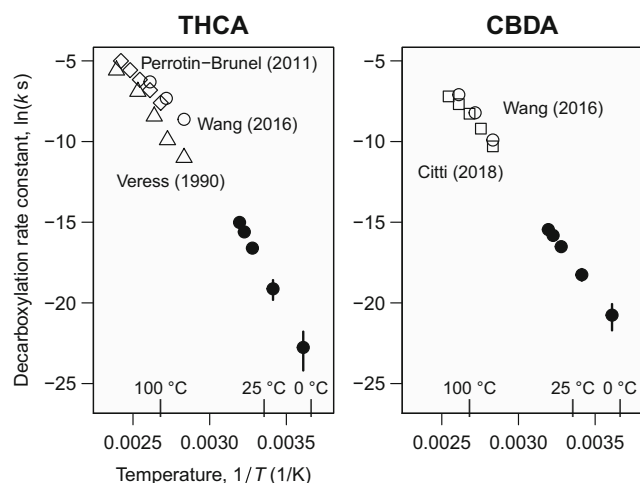 THCA
CBDA
Decarboxylation rate constant, ln(k s)
−5
−10
−15
−20
−25
Perrotin−Brunel (2011)
Wang (2016)
Veress (1990)
100 °C
25 °C
0 °C
0.0025
0.0030
0.0035
Temperature, 1/T (1/K)
−5
−10
−15
−20
−25
Wang (2016)
Citti (2018)
100 °C
25 °C
0 °C
0.0025
0.0030
0.0035